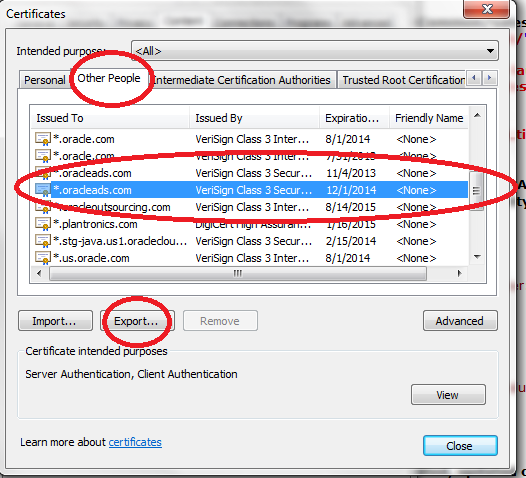 Certificates
Intended purpose: <All>
Personal Other People Intermediate Certification Authorities Trusted Root Certification
Issued To Issued By Expiratio... Friendly Name
*.oracle.com VeriSign Class 3 Inter... 8/1/2014 <None>
*.oracle.com VeriSign Class 3 Inter... 7/31/2015 <None>
*.oracleads.com VeriSign Class 3 Secur... 11/4/2013 <None>
*.oracleads.com VeriSign Class 3 Secur... 12/1/2014 <None>
*.oracleoutsourcing.com VeriSign Class 3 Inter... 8/14/2015 <None>
*.plantronics.com DigiCert High Assuran... 1/16/2015 <None>
*.stg-java.us1.oracleclou... VeriSign Class 3 Secur... 2/15/2014 <None>
*.us.oracle.com VeriSign Class 3 Inter... 8/1/2014 <None>
Import... Export... Remove Advanced
Certificate intended purposes
Server Authentication, Client Authentication
View
Learn more about certificates
Close